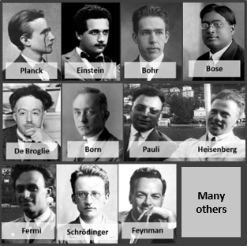 Planck
Einstein
Bohr
Bose
De Broglie
Born
Pauli
Heisenberg
Fermi
Schrödinger
Feynman
Many
others